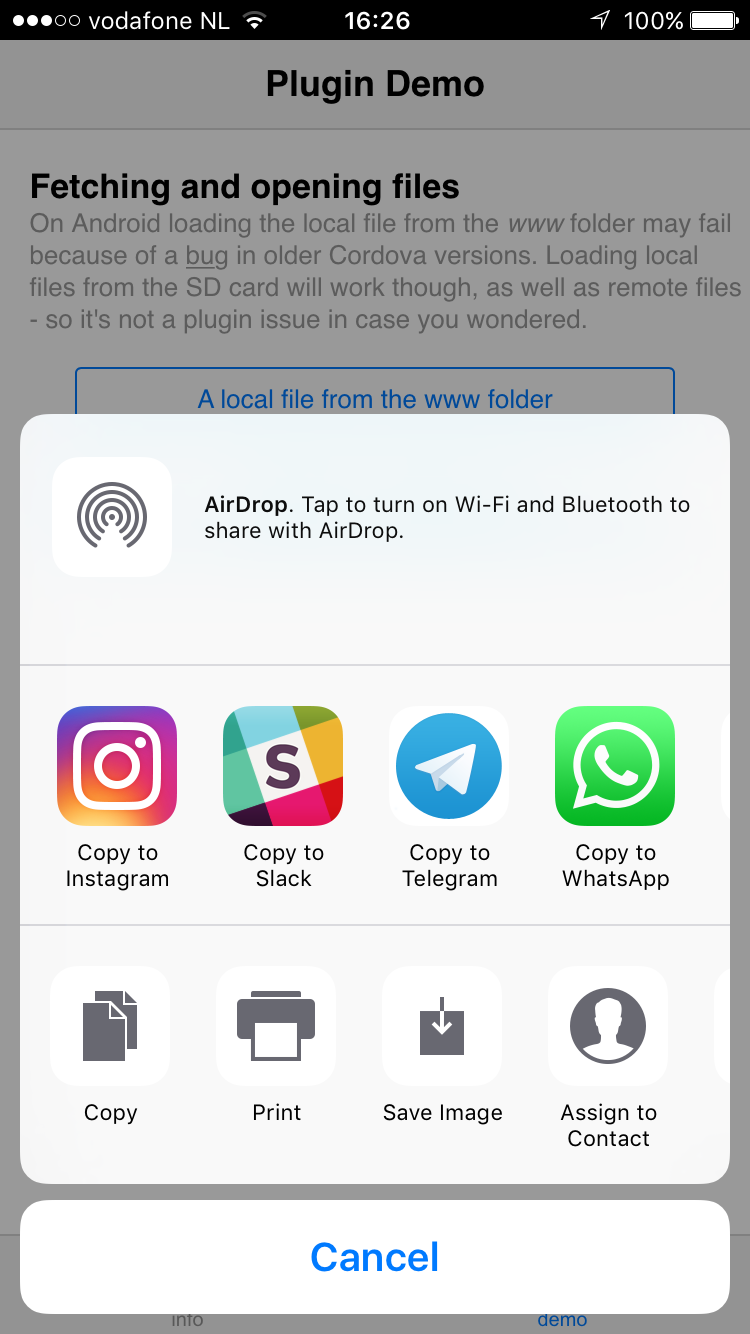 vodafone NL 16:26 100%
Plugin Demo
Fetching and opening files
On Android loading the local file from the www folder may fail
because of a bug in older Cordova versions. Loading local
files from the SD card will work though, as well as remote files
- so it's not a plugin issue in case you wondered.
A local file from the www folder
AirDrop. Tap to turn on Wi-Fi and Bluetooth to
share with AirDrop.
S
Copy to
Instagram
Copy to
Slack
Copy to
Telegram
Copy to
WhatsApp
Copy
Print
Save Image
Assign to
Contact
Cancel
info
demo